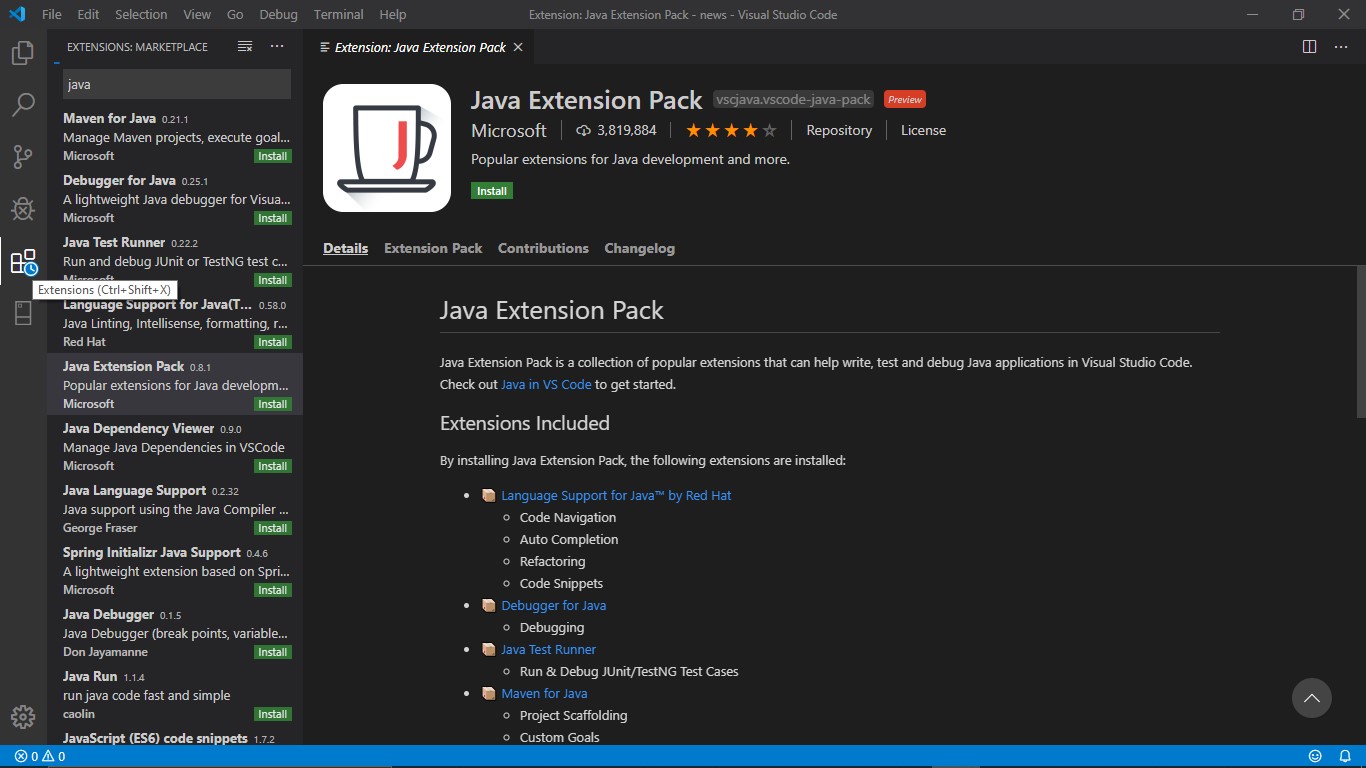 File Edit Selection View Go Debug Terminal Help
Extension: Java Extension Pack - news - Visual Studio Code
EXTENSIONS: MARKETPLACE
java
Maven for Java 0.21.1
Manage Maven projects, execute goal...
Microsoft Install
Debugger for Java 0.25.1
A lightweight Java debugger for Visua...
Microsoft Install
Java Test Runner 0.22.2
Run and debug JUnit or TestNG test c...
Microsoft Install
Extensions (Ctrl+Shift+X)
Language Support for Java(T... 0.58.0
Java Linting, Intellisense, formatting, r...
Red Hat Install
Java Extension Pack 0.8.1
Popular extensions for Java developm...
Microsoft Install
Java Dependency Viewer 0.9.0
Manage Java Dependencies in VSCode
Microsoft Install
Java Language Support 0.2.32
Java support using the Java Compiler ...
George Fraser Install
Spring Initializr Java Support 0.4.6
A lightweight extension based on Spri...
Microsoft Install
Java Debugger 0.1.5
Java Debugger (break points, variable...
Don Jayamanne Install
Java Run 1.1.4
run java code fast and simple
caolin Install
JavaScript (ES6) code snippets 1.7.2
Extension: Java Extension Pack
J
Java Extension Pack vscjava.vscode-java-pack Preview
Microsoft 3,819,884 Repository License
Popular extensions for Java development and more.
Install
Details Extension Pack Contributions Changelog
Java Extension Pack
Java Extension Pack is a collection of popular extensions that can help write, test and debug Java applications in Visual Studio Code.
Check out Java in VS Code to get started.
Extensions Included
By installing Java Extension Pack, the following extensions are installed:
Language Support for Java™ by Red Hat
Code Navigation
Auto Completion
Refactoring
Code Snippets
Debugger for Java
Debugging
Java Test Runner
Run & Debug JUnit/TestNG Test Cases
Maven for Java
Project Scaffolding
Custom Goals
0 0